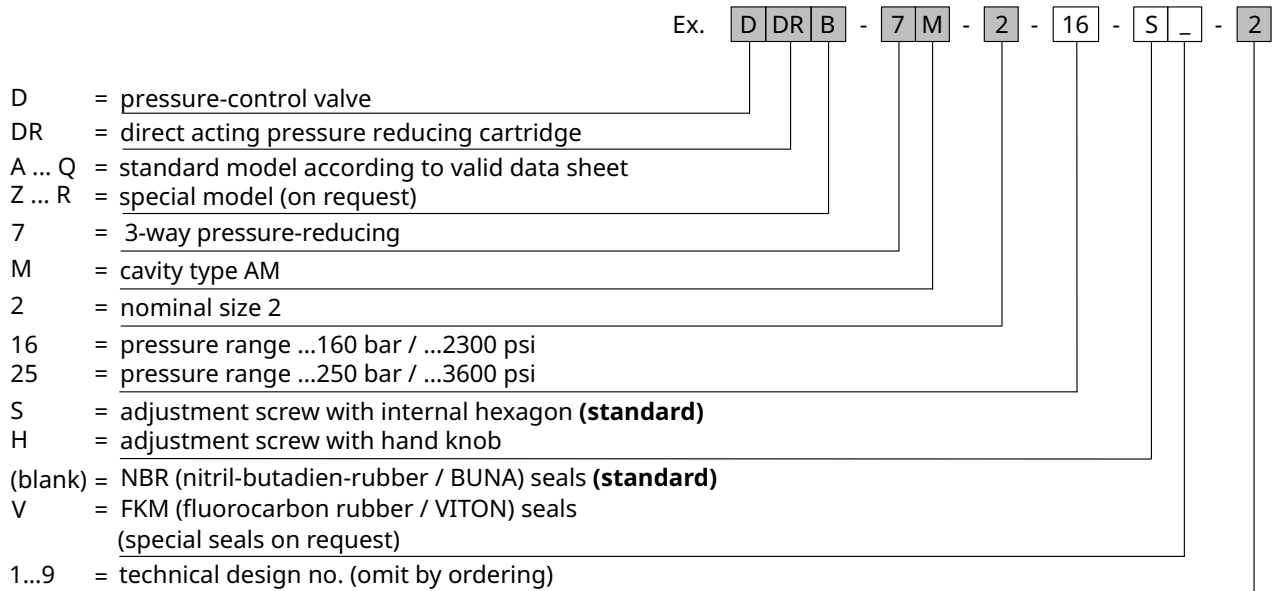 Ex. D DR B - 7 M - 2 - 16 - S _ - 2
D = pressure-control valve
DR = direct acting pressure reducing cartridge
A ... Q = standard model according to valid data sheet
Z ... R = special model (on request)
7 = 3-way pressure-reducing
M = cavity type AM
2 = nominal size 2
16 = pressure range ...160 bar / ...2300 psi
25 = pressure range ...250 bar / ...3600 psi
S = adjustment screw with internal hexagon (standard)
H = adjustment screw with hand knob
(blank) = NBR (nitril-butadien-rubber / BUNA) seals (standard)
V = FKM (fluorocarbon rubber / VITON) seals
(special seals on request)
1...9 = technical design no. (omit by ordering)